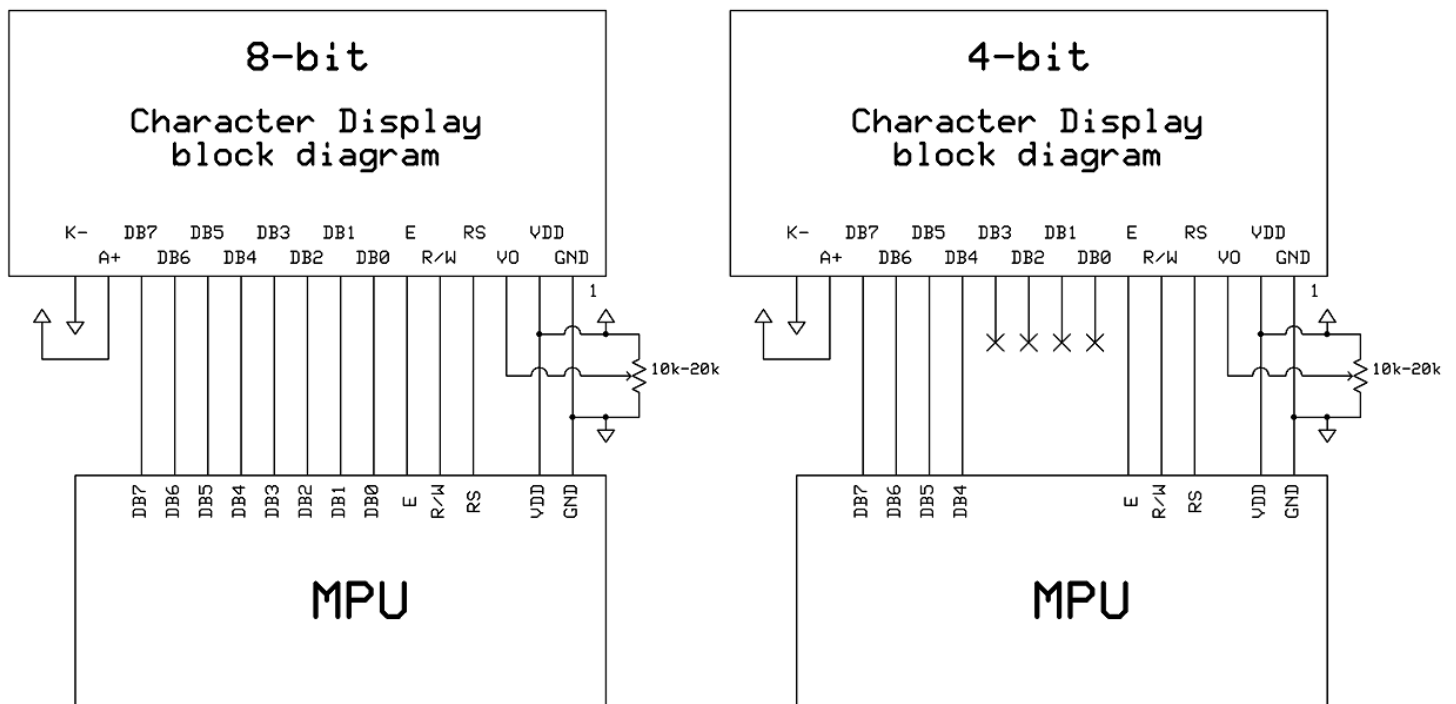 8-bit
Character Display
block diagram
K- DB7 DB5 DB3 DB1 E RS VDD
A+ DB6 DB4 DB2 DB0 R/W VO GND
1
10k-20k
DB7 DB6 DB5 DB4 DB3 DB2 DB1 DB0 E R/W RS VDD GND
MPU
4-bit
Character Display
block diagram
K- DB7 DB5 DB3 DB1 E RS VDD
A+ DB6 DB4 DB2 DB0 R/W VO GND
1
10k-20k
DB7 DB6 DB5 DB4 E R/W RS VDD GND
MPU